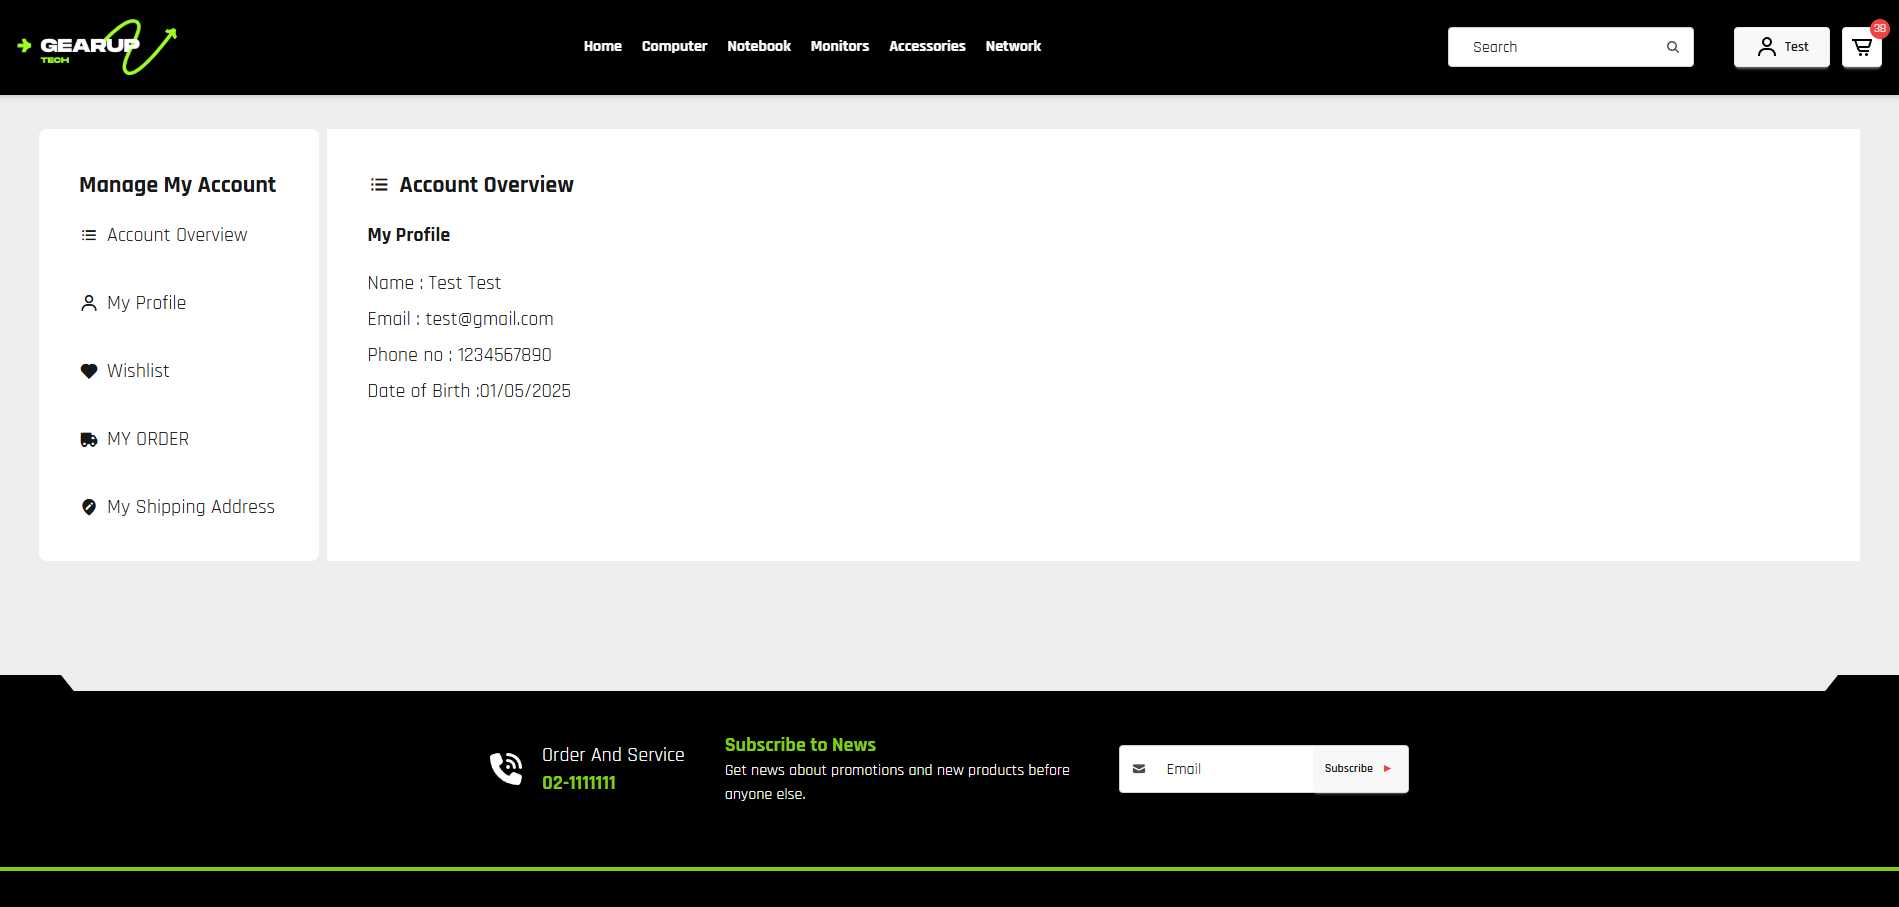 GEARUP
TECH
Home Computer Notebook Monitors Accessories Network
Search
Test
38
Manage My Account
Account Overview
My Profile
Wishlist
MY ORDER
My Shipping Address
Account Overview
My Profile
Name : Test Test
Email : test@gmail.com
Phone no : 1234567890
Date of Birth :01/05/2025
Order And Service
02-1111111
Subscribe to News
Get news about promotions and new products before
anyone else.
Email
Subscribe